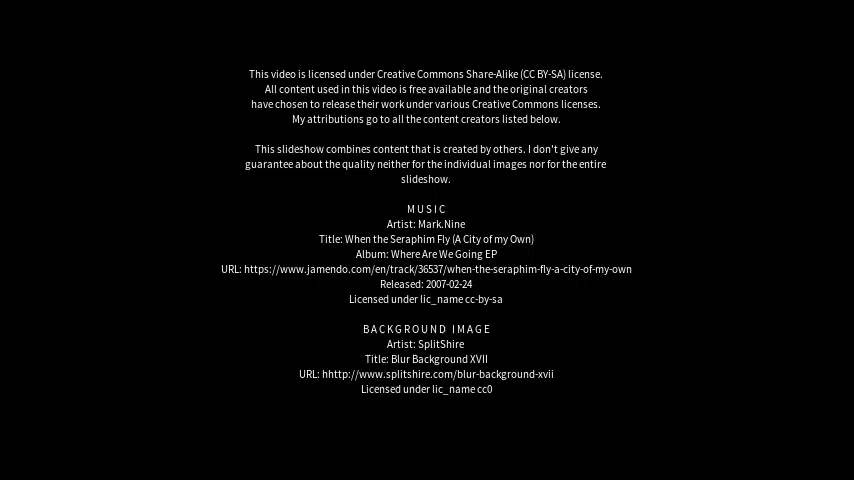 This video is licensed under Creative Commons Share-Alike (CC BY-SA) license.
All content used in this video is free available and the original creators
have chosen to release their work under various Creative Commons licenses.
My attributions go to all the content creators listed below.
This slideshow combines content that is created by others. I don't give any
guarantee about the quality neither for the individual images nor for the entire
slideshow.
MUSIC
Artist: Mark.Nine
Title: When the Seraphim Fly (A City of my Own)
Album: Where Are We Going EP
URL: https://www.jamendo.com/en/track/36537/when-the-seraphim-fly-a-city-of-my-own
Released: 2007-02-24
Licensed under lic_name cc-by-sa
BACKGROUND IMAGE
Artist: SplitShire
Title: Blur Background XVII
URL: hhttp://www.splitshire.com/blur-background-xvii
Licensed under lic_name cc0